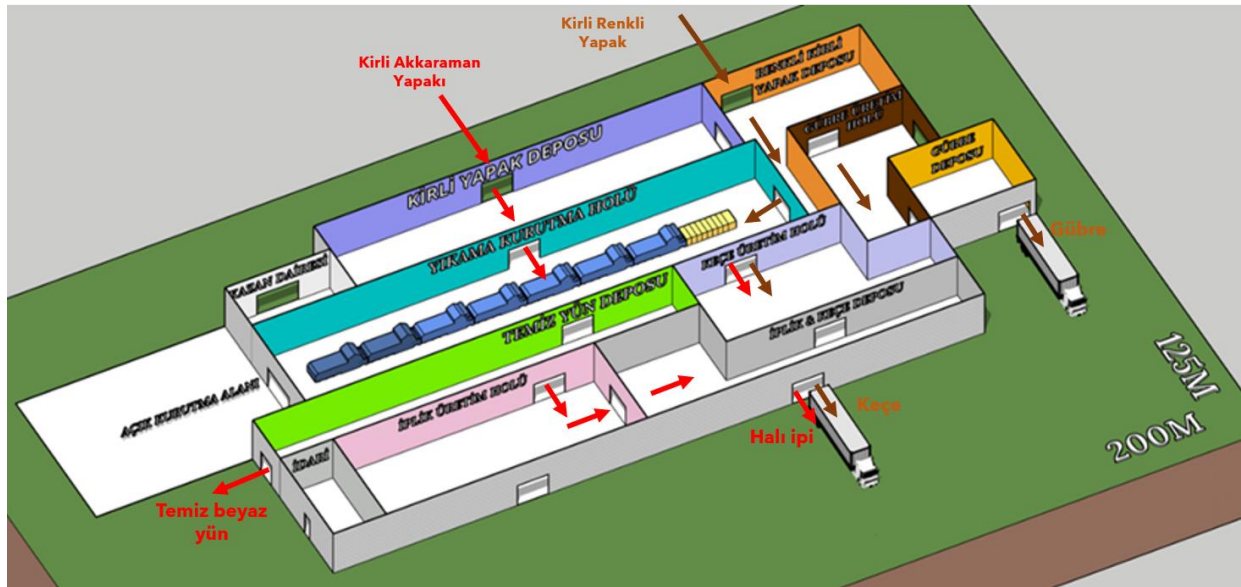 Kirli Renkli
Yapak
Kirli Akkaraman
Yapakı
RENKLİ KİRLİ
YAPAK DEPOSU
GÜBRE ÜRETİM
HOLÜ
GÜBRE
DEPOSU
KİRLİ YAPAK DEPOSU
YIKAMA KURUTMA HOLÜ
KAZAN DAİRESİ
KEÇE ÜRETİM HOLÜ
Gübre
TEMİZ YÜN DEPOSU
İPLİK & KEÇE DEPOSU
AÇIK KURUTMA ALANI
İPLİK ÜRETİM HOLÜ
125M
200M
Keçe
Halı ipi
İDARİ
Temiz beyaz
yün